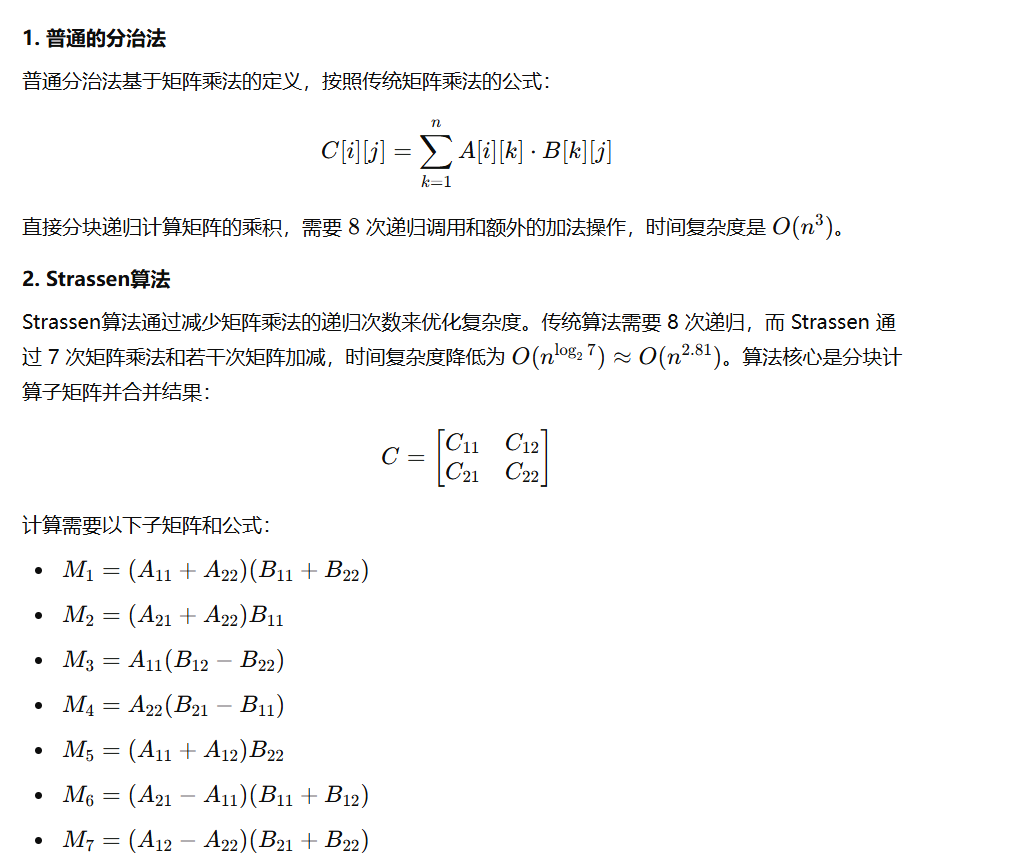 1. 普通的分治法
普通分治法基于矩阵乘法的定义，按照传统矩阵乘法的公式：
C[i][j] = \sum_{k=1}^{n} A[i][k] · B[k][j]
直接分块递归计算矩阵的乘积，需要 8 次递归调用和额外的加法操作，时间复杂度是 O(n^3)。
2. Strassen算法
Strassen算法通过减少矩阵乘法的递归次数来优化复杂度。传统算法需要 8 次递归，而 Strassen 通
过 7 次矩阵乘法和若干次矩阵加减，时间复杂度降低为 O(n^{\log_2 7}) ≈ O(n^{2.81})。算法核心是分块计
算子矩阵并合并结果：
C = \begin{bmatrix} C_{11} & C_{12} \\ C_{21} & C_{22} \end{bmatrix}
计算需要以下子矩阵和公式：
• M_1 = (A_{11} + A_{22})(B_{11} + B_{22})
• M_2 = (A_{21} + A_{22})B_{11}
• M_3 = A_{11}(B_{12} − B_{22})
• M_4 = A_{22}(B_{21} − B_{11})
• M_5 = (A_{11} + A_{12})B_{22}
• M_6 = (A_{21} − A_{11})(B_{11} + B_{12})
• M_7 = (A_{12} − A_{22})(B_{21} + B_{22})